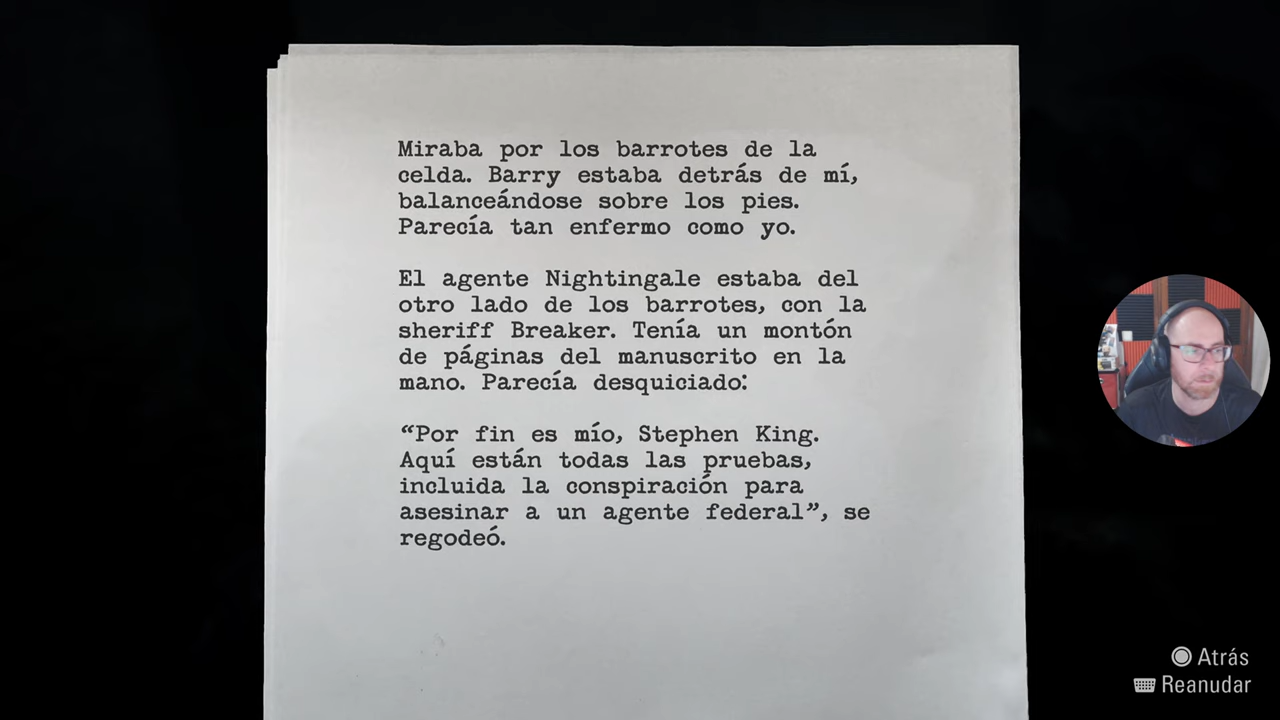 Miraba por los barrotes de la
celda. Barry estaba detrás de mí,
balanceándose sobre los pies.
Parecía tan enfermo como yo.
El agente Nightingale estaba del
otro lado de los barrotes, con la
sheriff Breaker. Tenía un montón
de páginas del manuscrito en la
mano. Parecía desquiciado:
“Por fin es mío, Stephen King.
Aquí están todas las pruebas,
incluida la conspiración para
asesinar a un agente federal”, se
regodeó.
Atrás
Reanudar